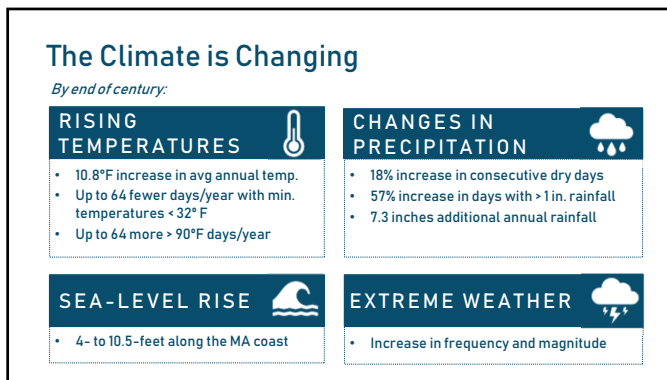 The Climate is Changing
By end of century:
RISING
TEMPERATURES
• 10.8°F increase in avg annual temp.
• Up to 64 fewer days/year with min.
temperatures < 32° F
• Up to 64 more > 90°F days/year
CHANGES IN
PRECIPITATION
• 18% increase in consecutive dry days
• 57% increase in days with > 1 in. rainfall
• 7.3 inches additional annual rainfall
SEA-LEVEL RISE
• 4- to 10.5-feet along the MA coast
EXTREME WEATHER
• Increase in frequency and magnitude